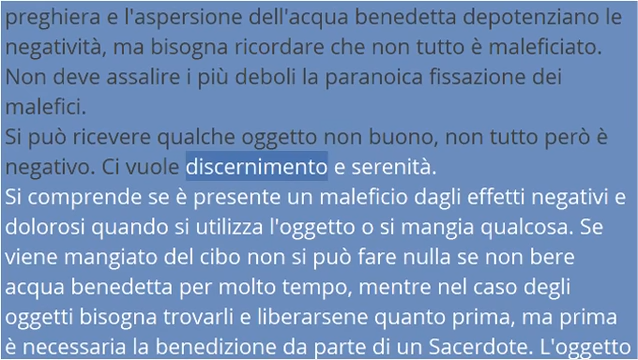 preghiera e l'aspersione dell'acqua benedetta depotenziano le
negatività, ma bisogna ricordare che non tutto è maleficiato.
Non deve assalire i più deboli la paranoica fissazione dei
malefici.
Si può ricevere qualche oggetto non buono, non tutto però è
negativo. Ci vuole discernimento e serenità.
Si comprende se è presente un maleficio dagli effetti negativi e
dolorosi quando si utilizza l'oggetto o si mangia qualcosa. Se
viene mangiato del cibo non si può fare nulla se non bere
acqua benedetta per molto tempo, mentre nel caso degli
oggetti bisogna trovarli e liberarsene quanto prima, ma prima
è necessaria la benedizione da parte di un Sacerdote. L'oggetto